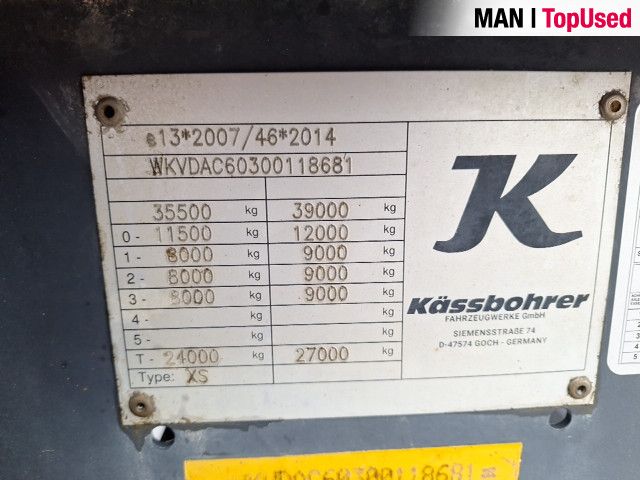 MAN | TopUsed
e13*2007/46*2014
WKVDAC60300118681
35500 kg 39000 kg
0 - 11500 kg 12000 kg
1 - 8000 kg 9000 kg
2 - 8000 kg 9000 kg
3 - 8000 kg 9000 kg
4 - kg kg
5 - kg kg
T - 24000 kg 27000 kg
Type: XS
K
Kässbohrer
FAHRZEUGWERKE GmbH
SIEMENSSTRAßE 74
D-47574 GOCH - GERMANY
WKVDAC60300118681